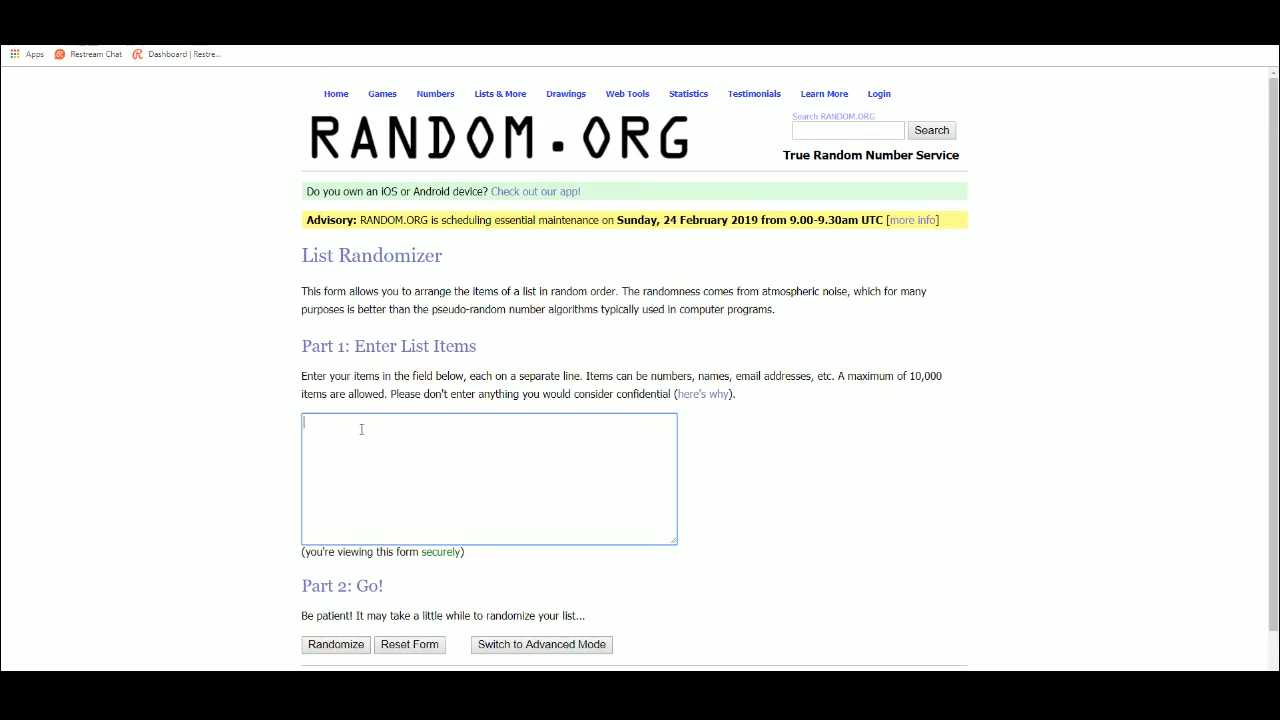 Apps Restream Chat Dashboard | Restre...
Home Games Numbers Lists & More Drawings Web Tools Statistics Testimonials Learn More Login
RANDOM.ORG
Search RANDOM.ORG
Search
True Random Number Service
Do you own an iOS or Android device? Check out our app!
Advisory: RANDOM.ORG is scheduling essential maintenance on Sunday, 24 February 2019 from 9.00-9.30am UTC [more info]
List Randomizer
This form allows you to arrange the items of a list in random order. The randomness comes from atmospheric noise, which for many
purposes is better than the pseudo-random number algorithms typically used in computer programs.
Part 1: Enter List Items
Enter your items in the field below, each on a separate line. Items can be numbers, names, email addresses, etc. A maximum of 10,000
items are allowed. Please don't enter anything you would consider confidential (here's why).
(you're viewing this form securely)
Part 2: Go!
Be patient! It may take a little while to randomize your list...
Randomize Reset Form Switch to Advanced Mode